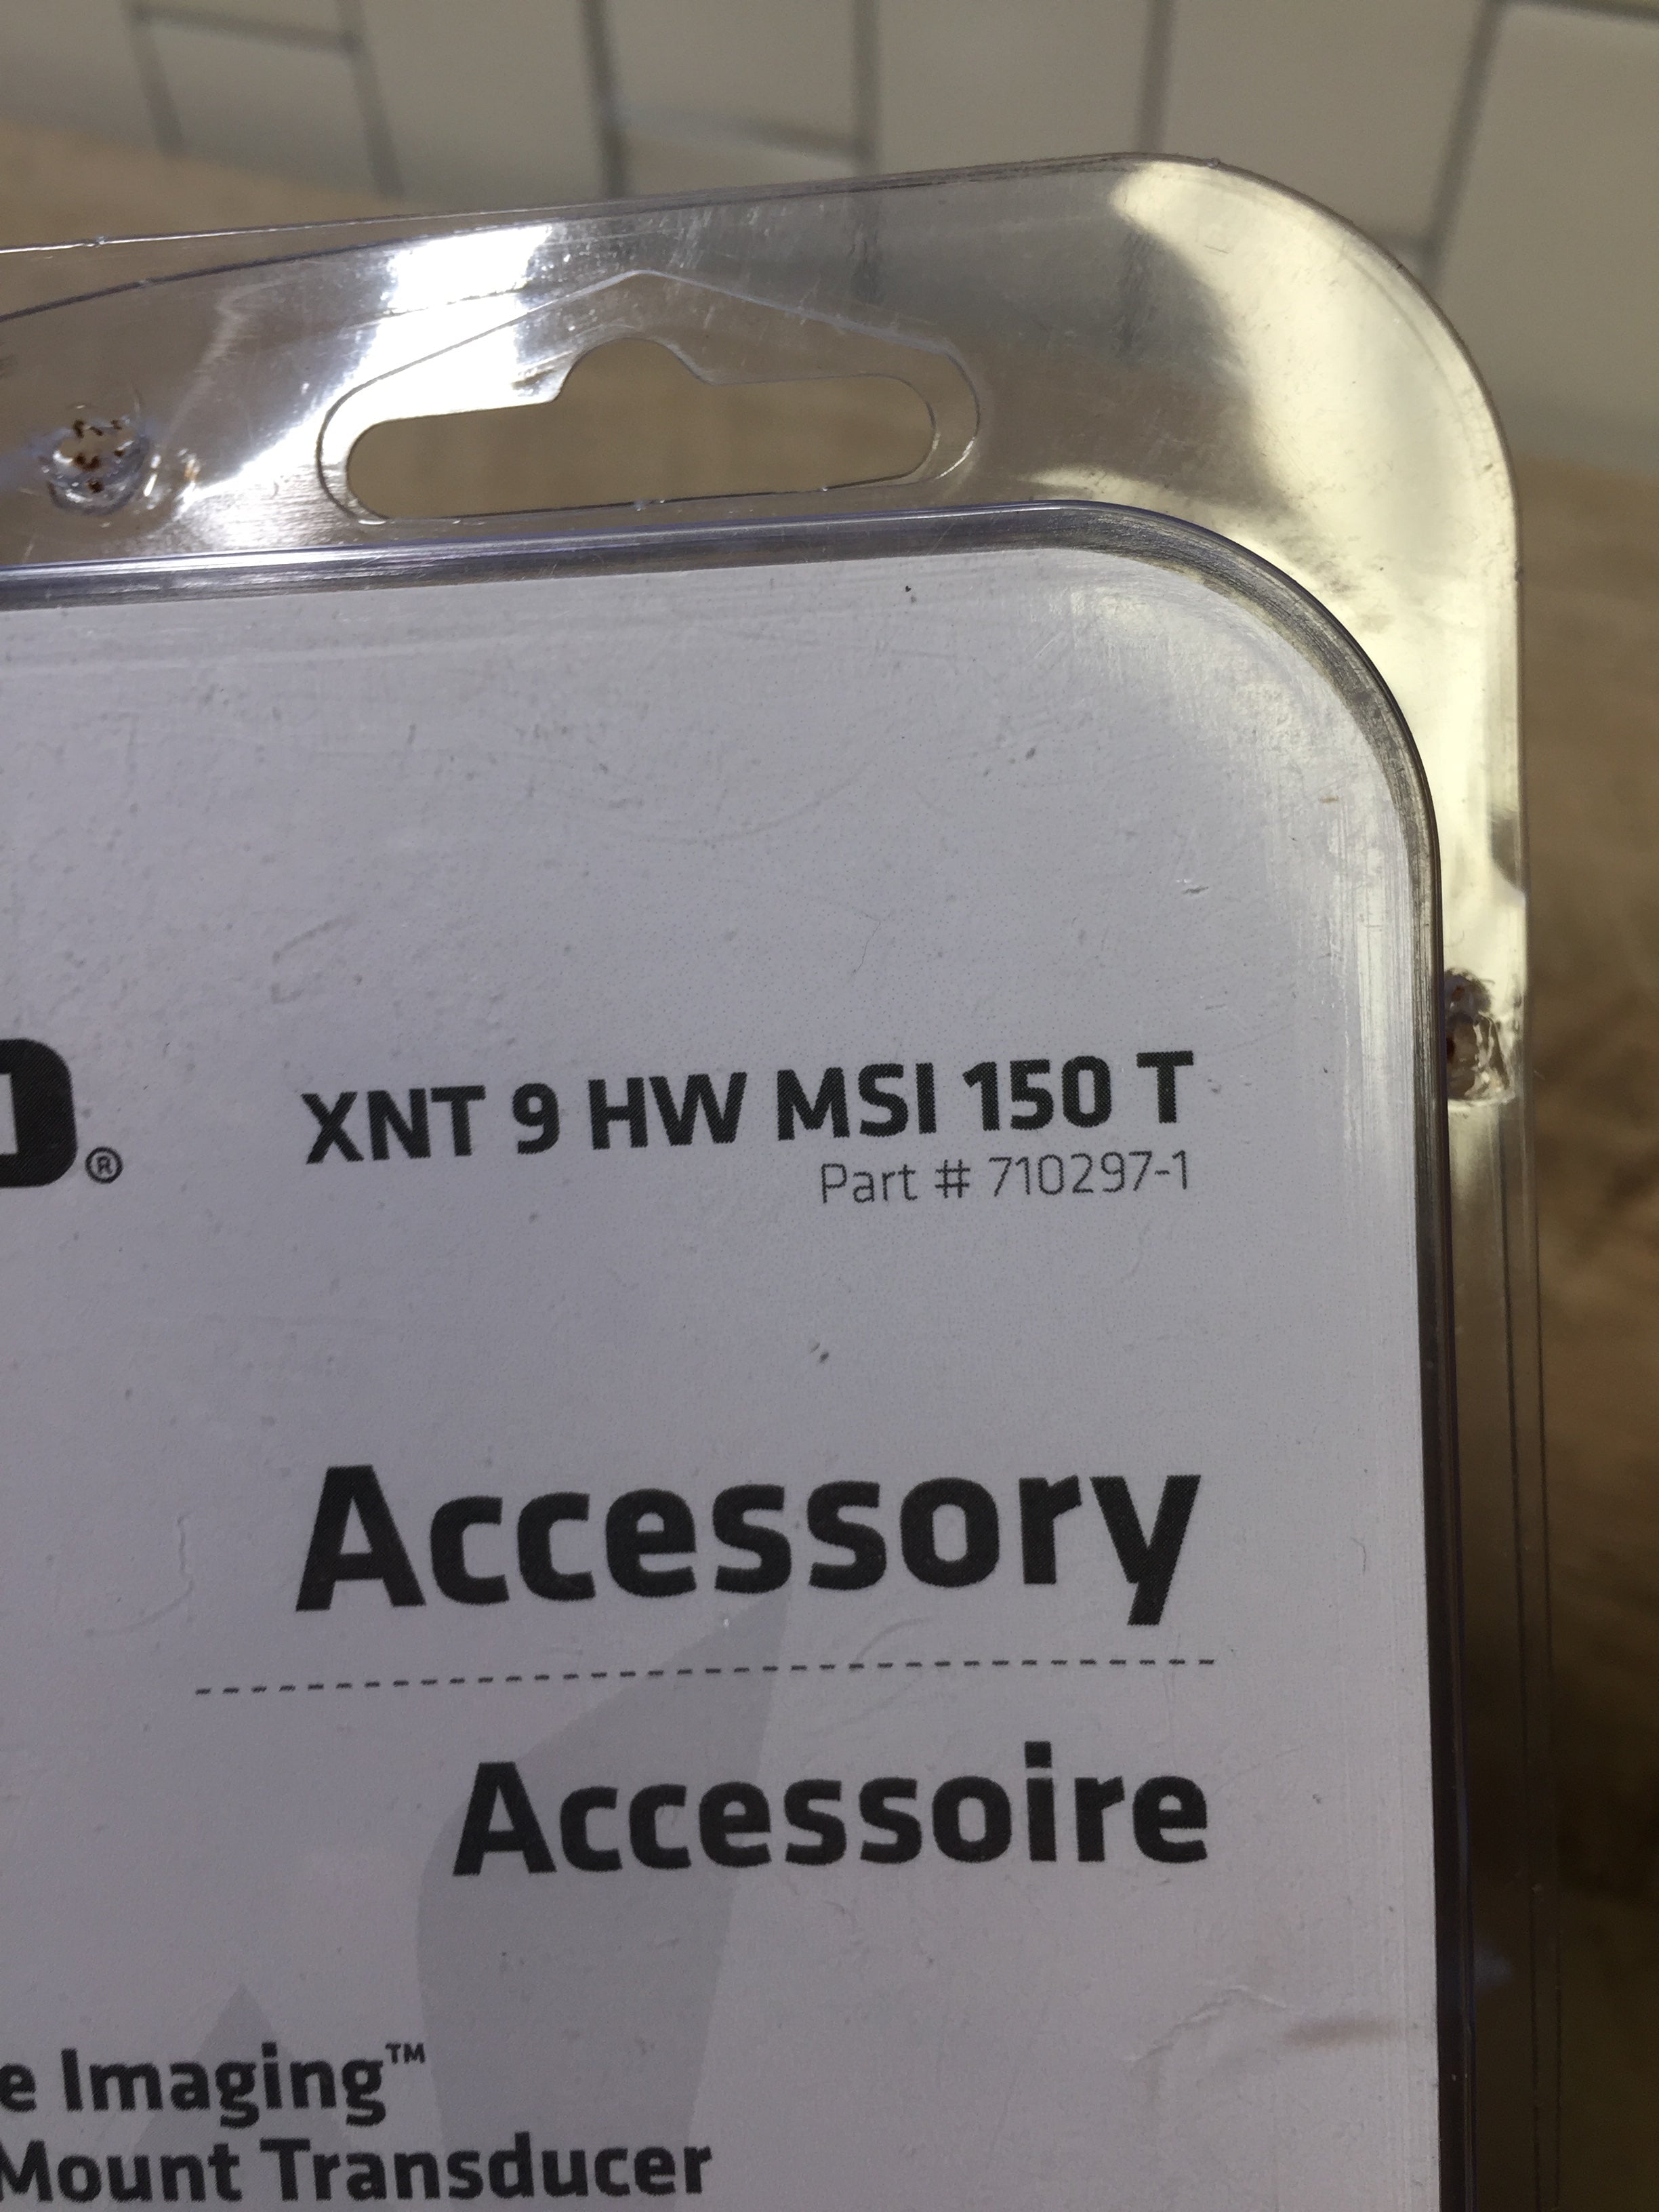 ®
XNT 9 HW MSI 150 T
Part # 710297-1
Accessory
Accessoire
e Imaging™
Mount Transducer